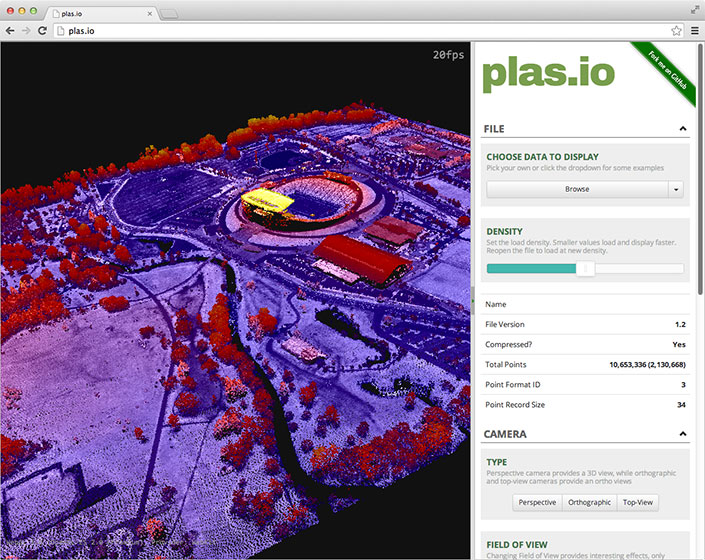 plas.io
plas.io
20fps
plas.io
Fork me on GitHub
FILE
CHOOSE DATA TO DISPLAY
Pick your own or click the dropdown for some examples
Browse
DENSITY
Set the load density. Smaller values load and display faster.
Reopen the file to load at new density.
Name
File Version 1.2
Compressed? Yes
Total Points 10,653,336 (2,130,668)
Point Format ID 3
Point Record Size 34
CAMERA
TYPE
Perspective camera provides a 3D view, while orthographic
and top-view cameras provide an ortho views
Perspective Orthographic Top-View
FIELD OF VIEW
Changing Field of View provides interesting effects, only